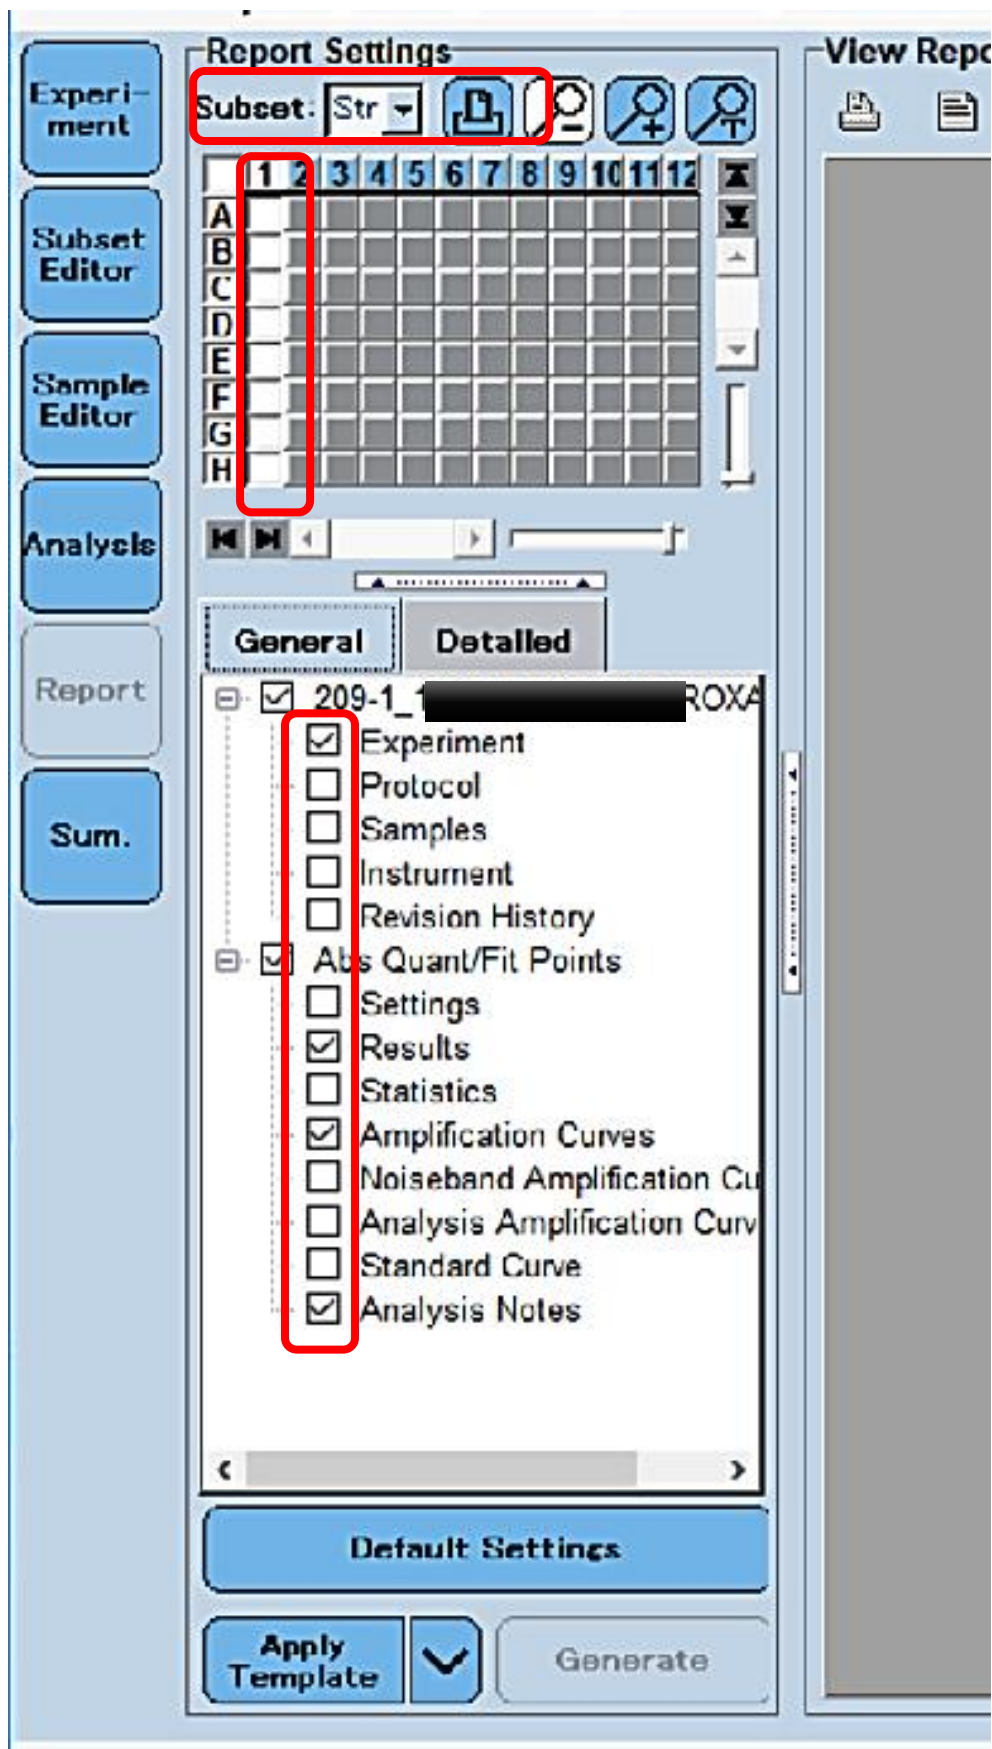 Experi-
ment
Subset
Editor
Sample
Editor
Analysis
Report
Sum.
Report Settings
Subset: Str
1 2 3 4 5 6 7 8 9 10 11 12
A
B
C
D
E
F
G
H
General Detailed
209-1_1 ROXA
Experiment
Protocol
Samples
Instrument
Revision History
Abs Quant/Fit Points
Settings
Results
Statistics
Amplification Curves
Noiseband Amplification Cu
Analysis Amplification Curv
Standard Curve
Analysis Notes
Default Settings
Apply
Template
Generate
View Repo